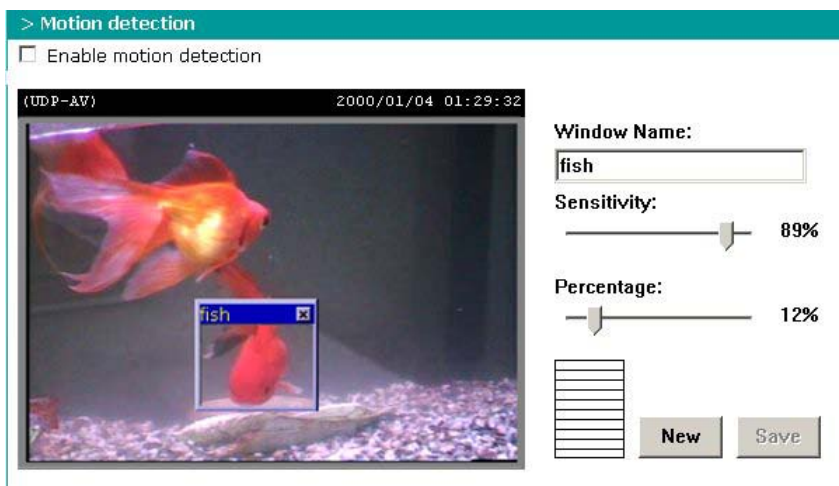 > Motion detection
Enable motion detection
(UDP-AV) 2000/01/04 01:29:32
Window Name:
fish
Sensitivity:
89%
Percentage:
12%
fish
New Save